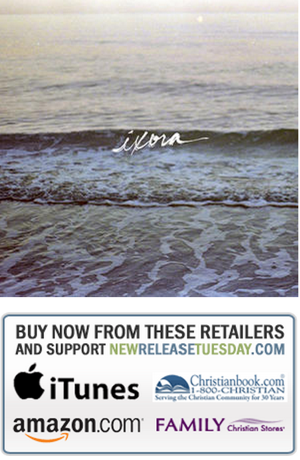 ixora
BUY NOW FROM THESE RETAILERS
AND SUPPORT NEWRELEASETUESDAY.COM
iTunes
Christianbook.com
1-800-CHRISTIAN
Serving the Christian Community for 30 Years
amazon.com
FAMILY Christian Stores